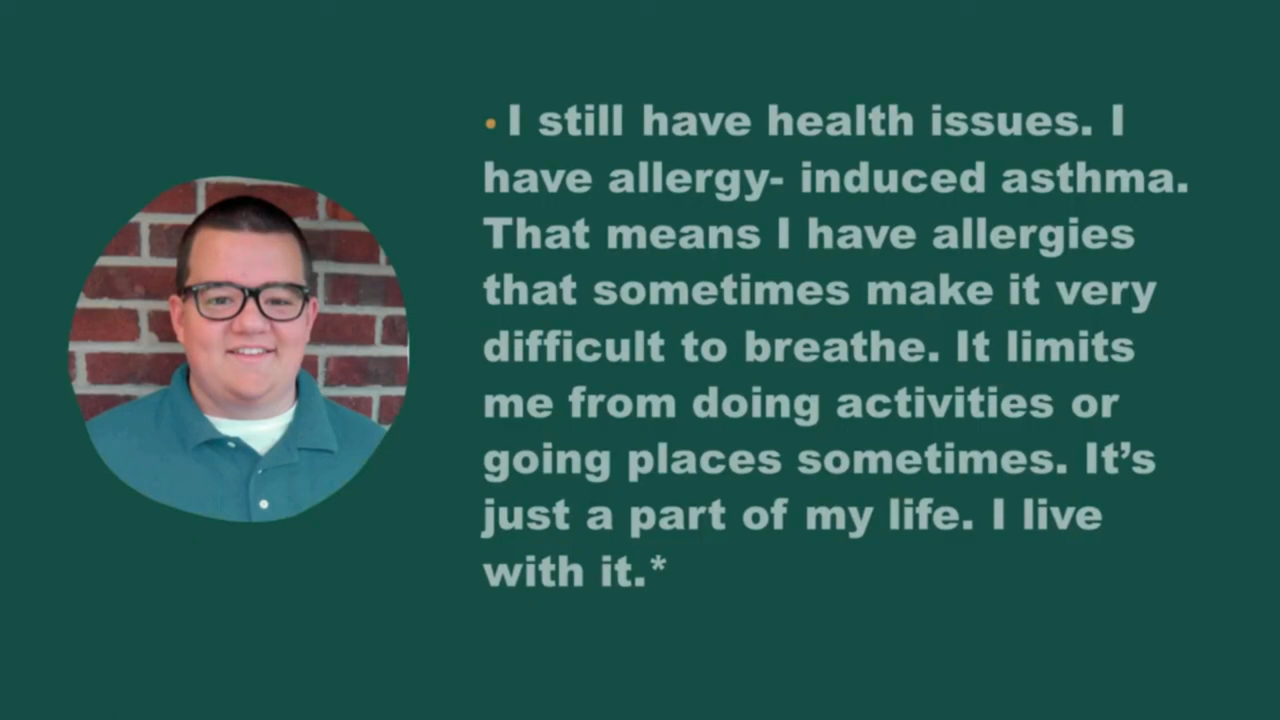 • I still have health issues. I
have allergy- induced asthma.
That means I have allergies
that sometimes make it very
difficult to breathe. It limits
me from doing activities or
going places sometimes. It’s
just a part of my life. I live
with it.*